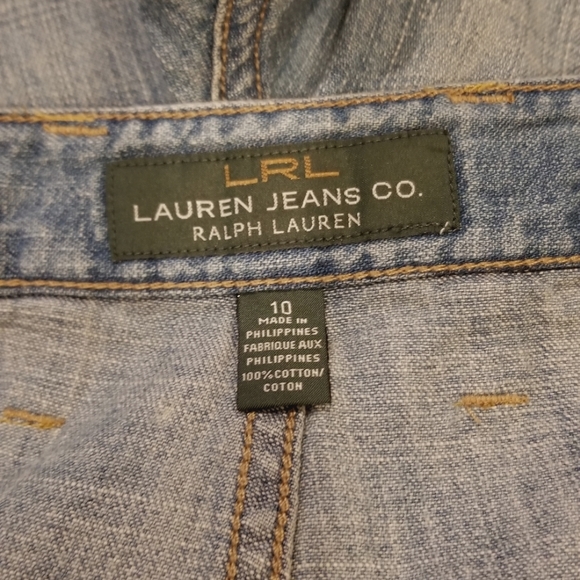 LRL
LAUREN JEANS CO.
RALPH LAUREN
10
MADE IN
PHILIPPINES
FABRIQUE AUX
PHILIPPINES
100% COTTON/
COTON